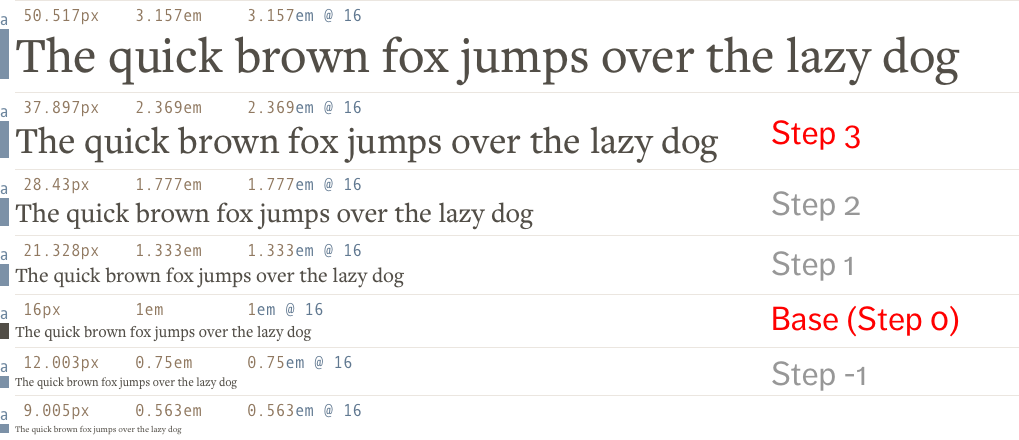 a 50.517px 3.157em 3.157em @ 16
The quick brown fox jumps over the lazy dog
a 37.897px 2.369em 2.369em @ 16
The quick brown fox jumps over the lazy dog Step 3
a 28.43px 1.777em 1.777em @ 16
The quick brown fox jumps over the lazy dog Step 2
a 21.328px 1.333em 1.333em @ 16
The quick brown fox jumps over the lazy dog Step 1
a 16px 1em 1em @ 16
The quick brown fox jumps over the lazy dog Base (Step 0)
a 12.003px 0.75em 0.75em @ 16
The quick brown fox jumps over the lazy dog Step -1
a 9.005px 0.563em 0.563em @ 16
The quick brown fox jumps over the lazy dog